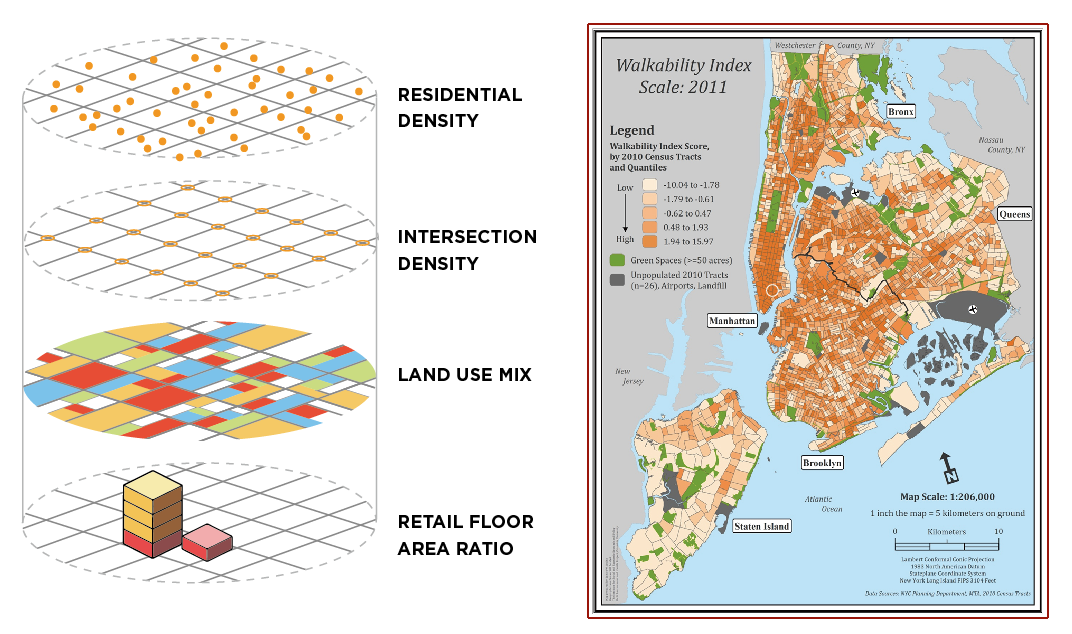 RESIDENTIAL
DENSITY
INTERSECTION
DENSITY
LAND USE MIX
RETAIL FLOOR
AREA RATIO
Westchester County, NY
Walkability Index
Scale: 2011
Bronx
Nassau
County, NY
Legend
Walkability Index Score,
by 2010 Census Tracts
and Quantiles
Low
High
-10.04 to -1.78
-1.79 to -0.61
-0.62 to 0.47
0.48 to 1.93
1.94 to 15.97
Green Spaces (>=50 acres)
Unpopulated 2010 Tracts
(n=26), Airports, Landfill
Queens
Manhattan
New
Jersey
Brooklyn
N
Atlantic
Ocean
Staten Island
Map Scale: 1:206,000
1 inch the map = 5 kilometers on ground
0 Kilometers 10
Lambert Conformal Conic Projection
1983 North American Datum
Stateplane Coordinate System
New York Long Island FIPS 3104 Feet
Data Sources: NYC Planning Department, MTA, 2010 Census Tracts